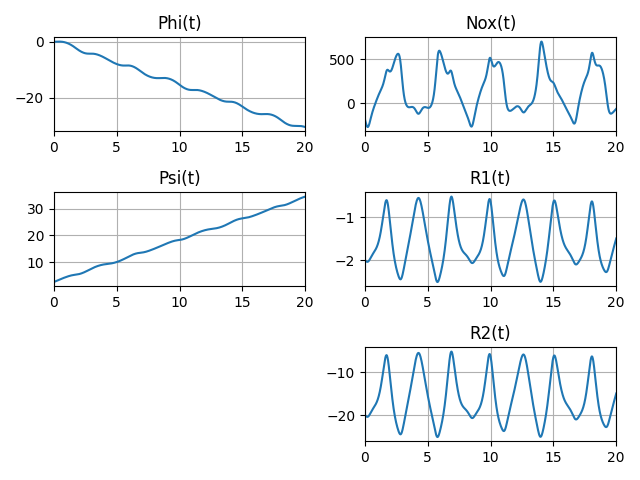 Phi(t)
0
−20
0 5 10 15 20
Nox(t)
500
0
0 5 10 15 20
Psi(t)
30
20
10
0 5 10 15 20
R1(t)
−1
−2
0 5 10 15 20
R2(t)
−10
−20
0 5 10 15 20